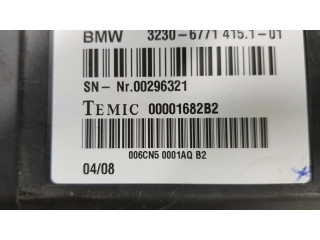 BMW 3230-6771 415.1-01
SN- Nr.00296321
TEMIC 00001682B2
006CN5 0001AQ B2
04/08